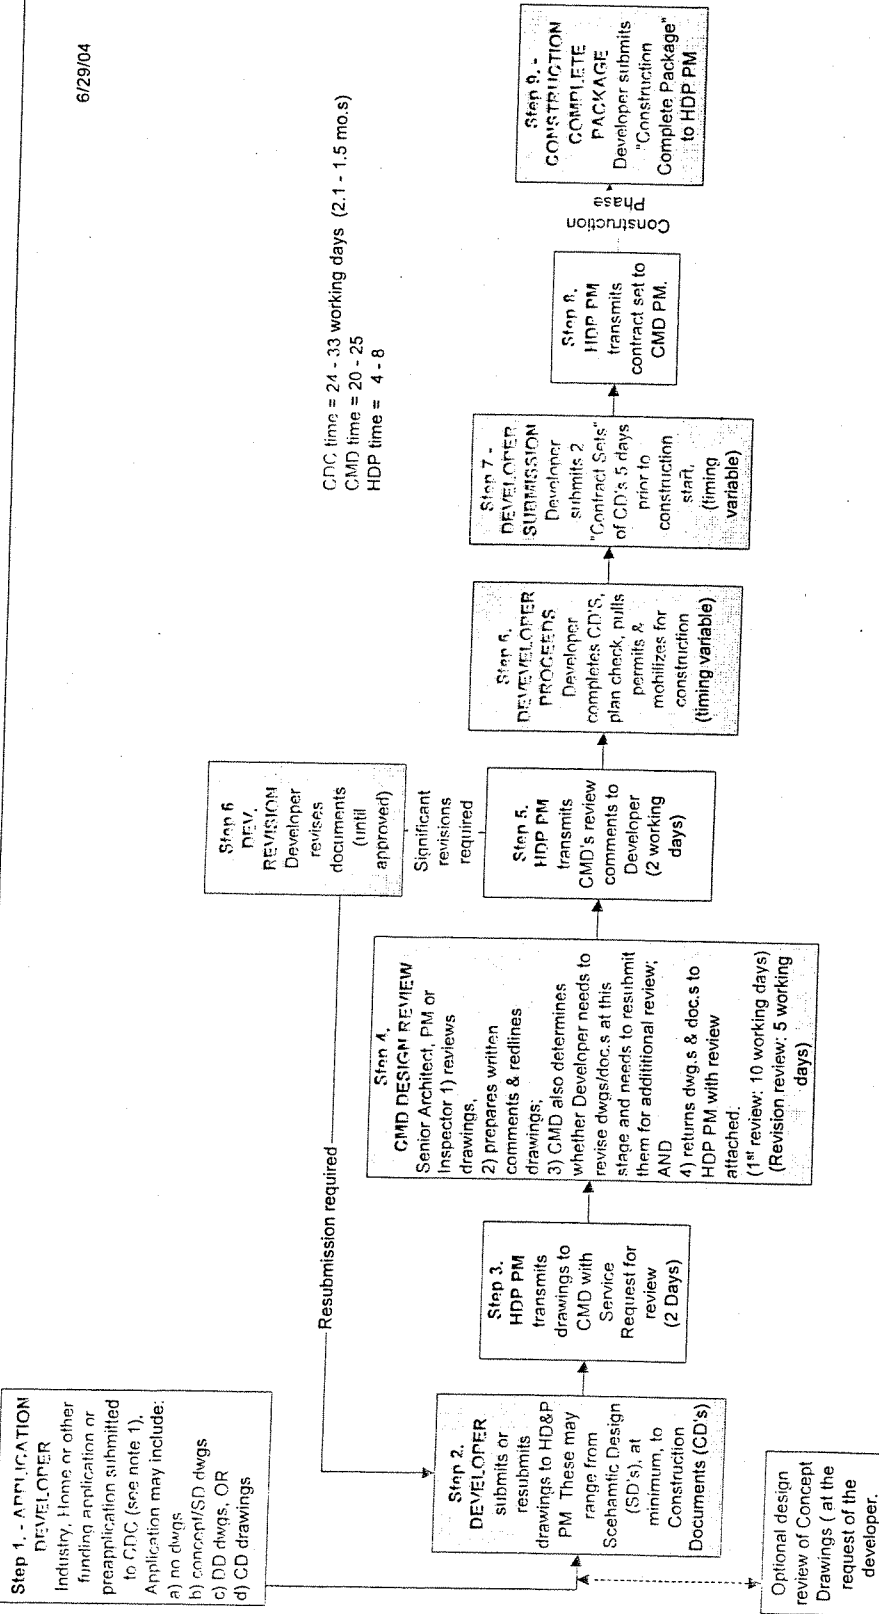 6/29/04
CDC time = 24 - 33 working days (2.1 - 1.5 mo.s)
CMD time = 20 - 25
HDP time = 4 - 8
Step 1. - APPLICATION
DEVELOPER
Industry, Home or other
funding application or
preapplication submitted
to CDC (see note 1).
Application may include:
a) no dwgs
b) concept/SD dwgs
c) DD dwgs, OR
d) CD drawings
Resubmission required
Step 6
DEV.
REVISION
Developer
revises
documents
(until
approved)
Significant
revisions
required
Step 2.
DEVELOPER
submits or
resubmits
drawings to HD&P
PM These may
range from
Scehamtic Design
(SD's), at
minimum, to
Construction
Documents (CD's)
Step 3.
HDP PM
transmits
drawings to
CMD with
Service
Request for
review
(2 Days)
Step 4.
CMD DESIGN REVIEW
Senior Architect, PM or
Inspector 1) reviews
drawings,
2) prepares written
comments & redlines
drawings;
3) CMD also determines
whether Developer needs to
revise dwgs/doc.s at this
stage and needs to resubmit
them for addititional review;
AND
4) returns dwg.s & doc.s to
HDP PM with review
attached.
(1st review: 10 working days)
(Revision review: 5 working
days)
Step 5.
HDP PM
transmits
CMD's review
comments to
Developer
(2 working
days)
Step 6.
DEVEVELOPER
PROCEEDS
Developer
completes CD'S,
plan check, pulls
permits &
mobilizes for
construction
(timing variable)
Step 7 -
DEVELOPER
SUBMISSION
Developer
submits 2
"Contract Sets"
of CD's 5 days
prior to
construction
start,
(timing
variable)
Step 8.
HDP PM
transmits
contract set to
CMD PM.
Construction
Phase
Step 9. -
CONSTRUCTION
COMPLETE
PACKAGE
Developer submits
"Construction
Complete Package"
to HDP PM
Optional design
review of Concept
Drawings ( at the
request of the
developer.